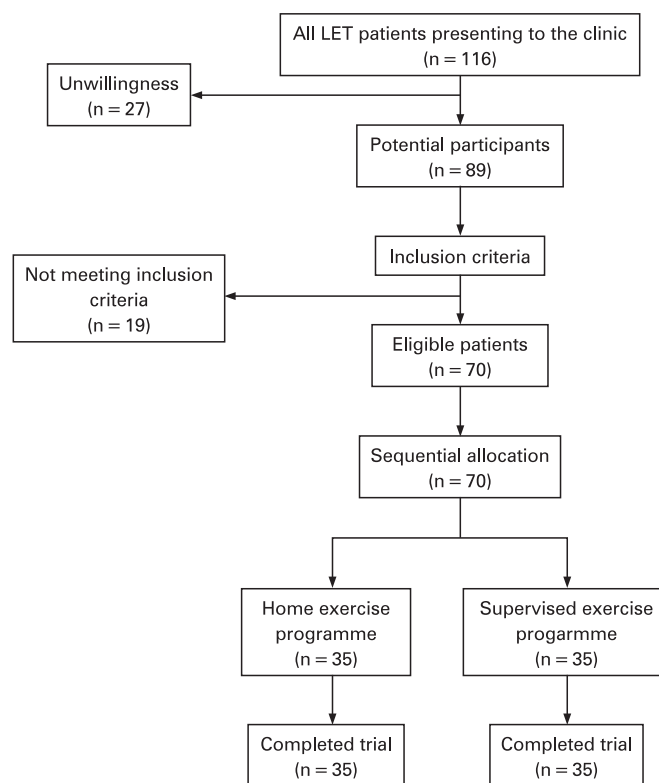 All LET patients presenting to the clinic
(n = 116)
Unwillingness
(n = 27)
Potential participants
(n = 89)
Inclusion criteria
Not meeting inclusion
criteria
(n = 19)
Eligible patients
(n = 70)
Sequential allocation
(n = 70)
Home exercise
programme
(n = 35)
Supervised exercise
progarmme
(n = 35)
Completed trial
(n = 35)
Completed trial
(n = 35)